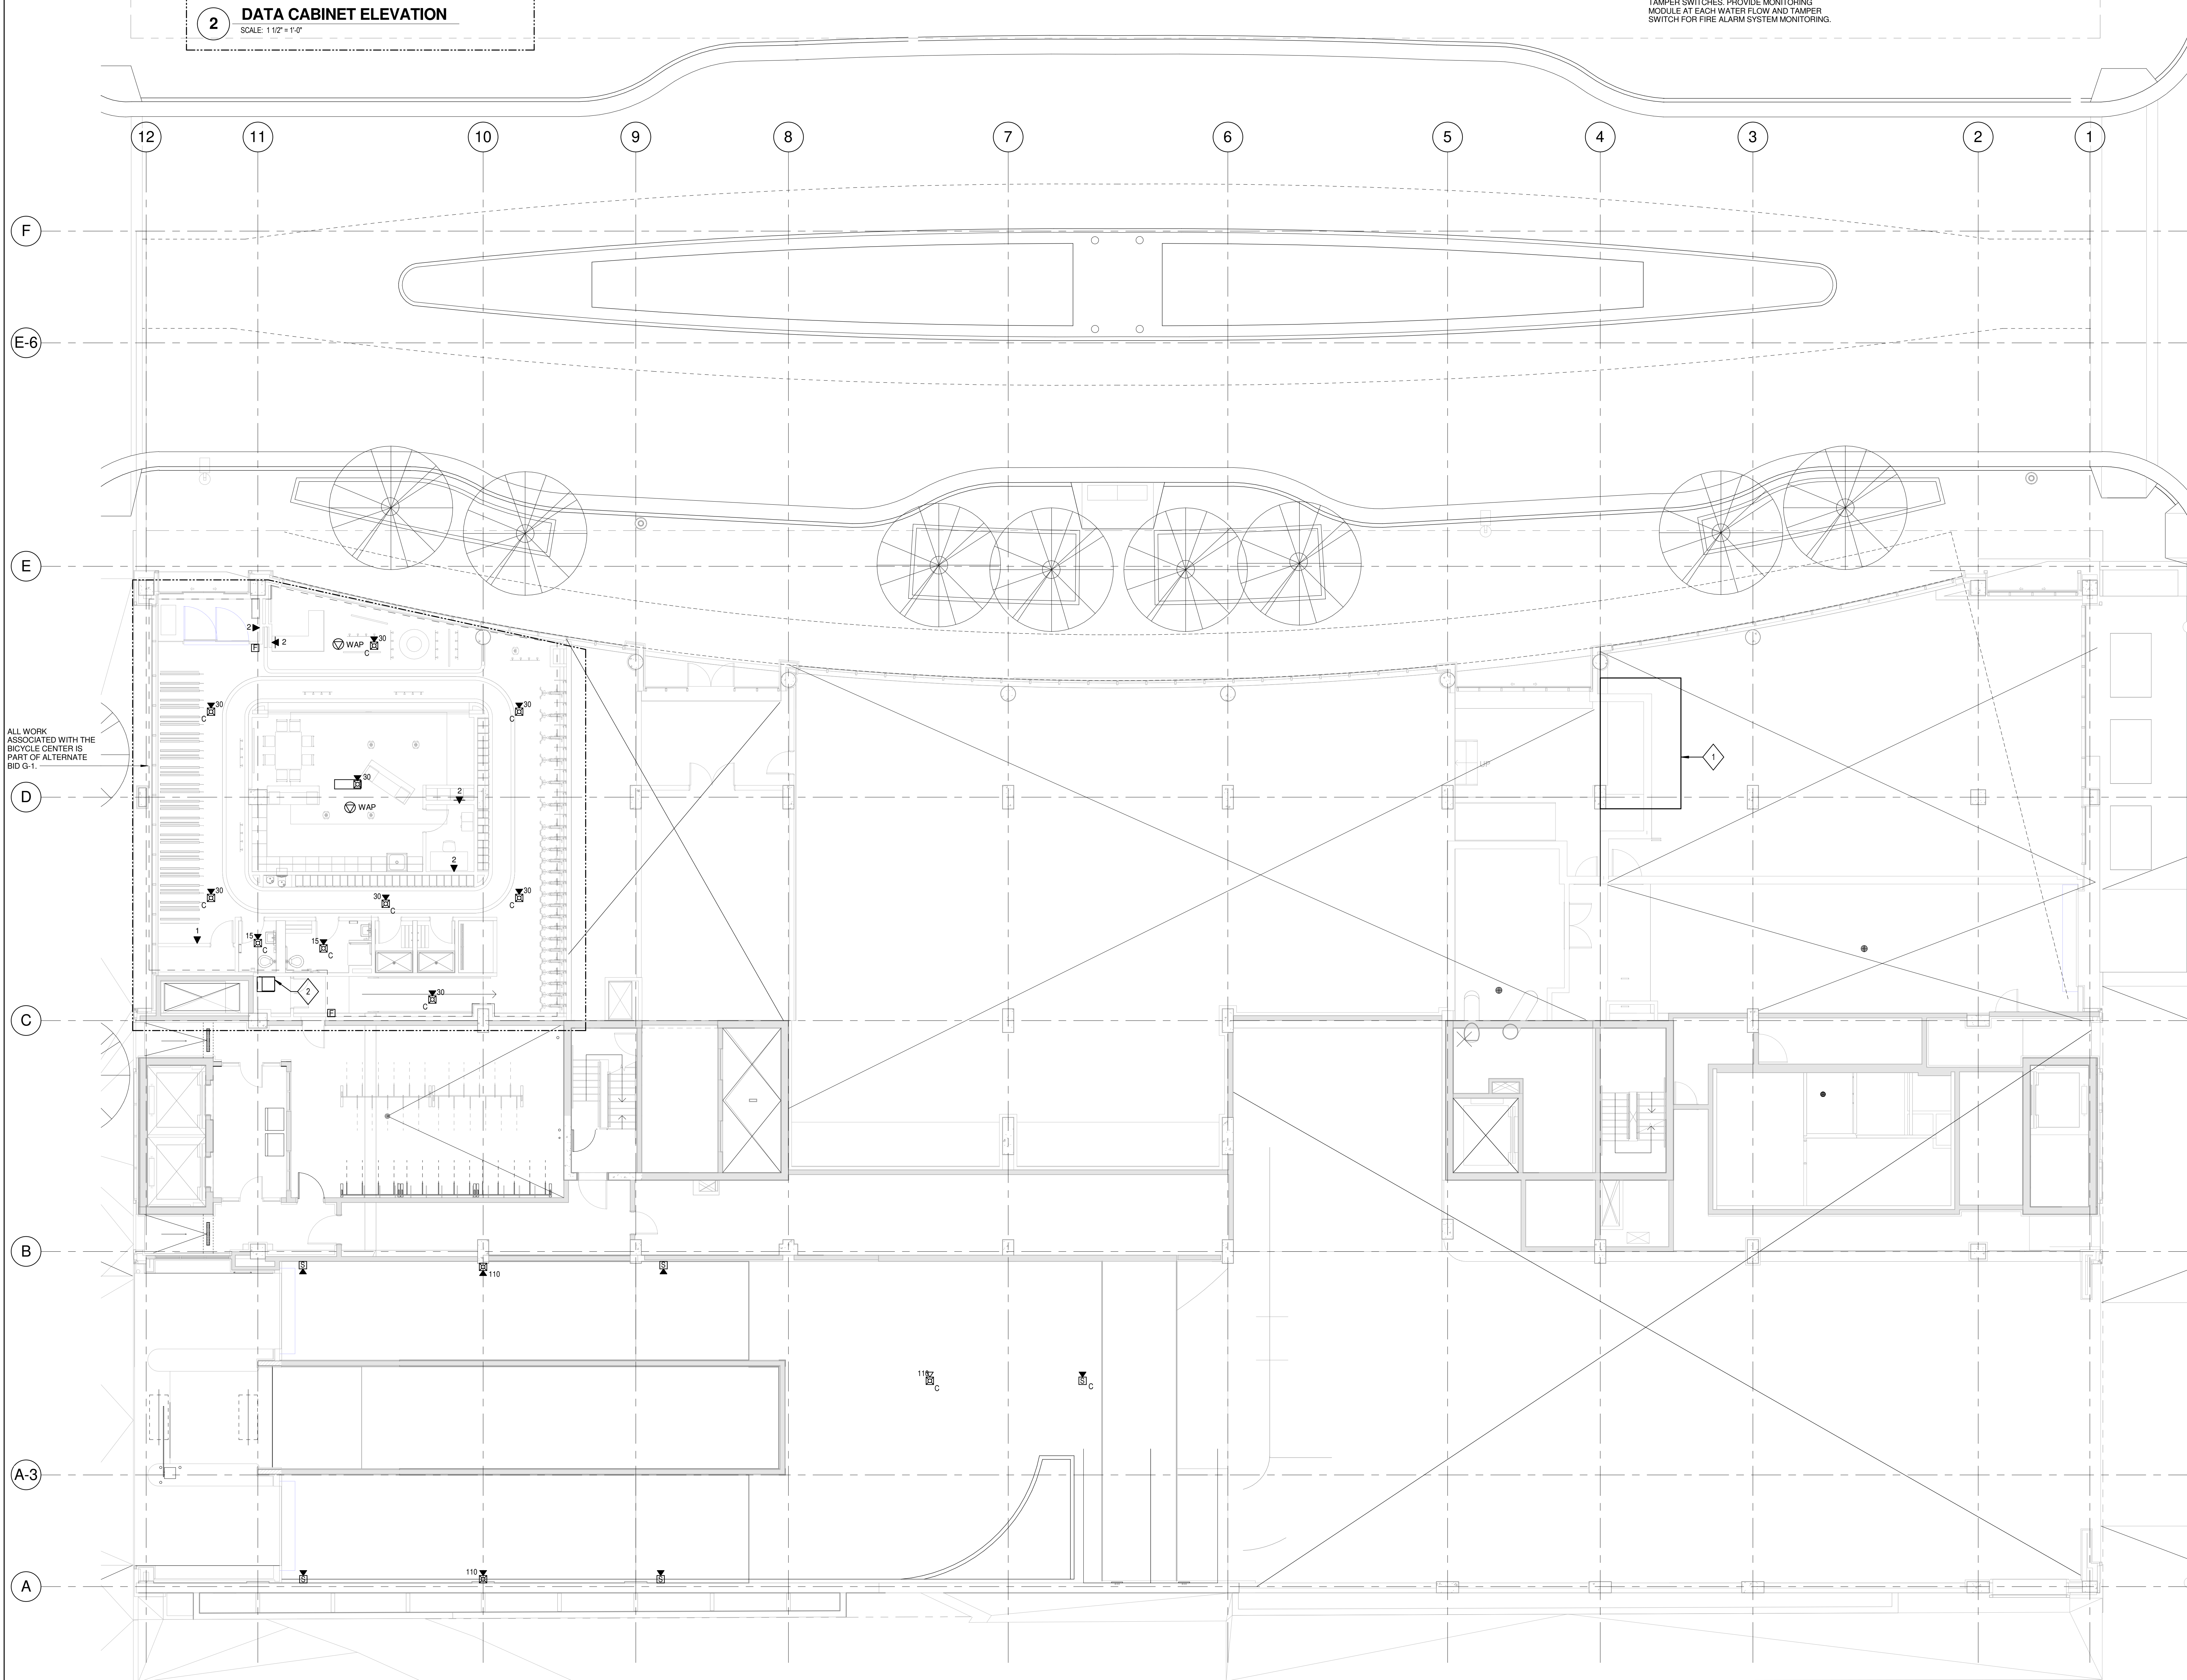 2
DATA CABINET ELEVATION
SCALE: 1 1/2" = 1'-0"
TAMPER SWITCHES. PROVIDE MONITORING
MODULE AT EACH WATER FLOW AND TAMPER
SWITCH FOR FIRE ALARM SYSTEM MONITORING.
12
11
10
9
8
7
6
5
4
3
2
1
F
E-6
E
2
2
F
WAP
30
C
30
C
30
C
ALL WORK
ASSOCIATED WITH THE
BICYCLE CENTER IS
PART OF ALTERNATE
BID G-1.
UP
1
30
D
2
WAP
2
30
C
30
C
30
C
1
15
C
15
C
2
30
C
F
C
B
S
110
S
110
C
S
C
A-3
A
S
110
S